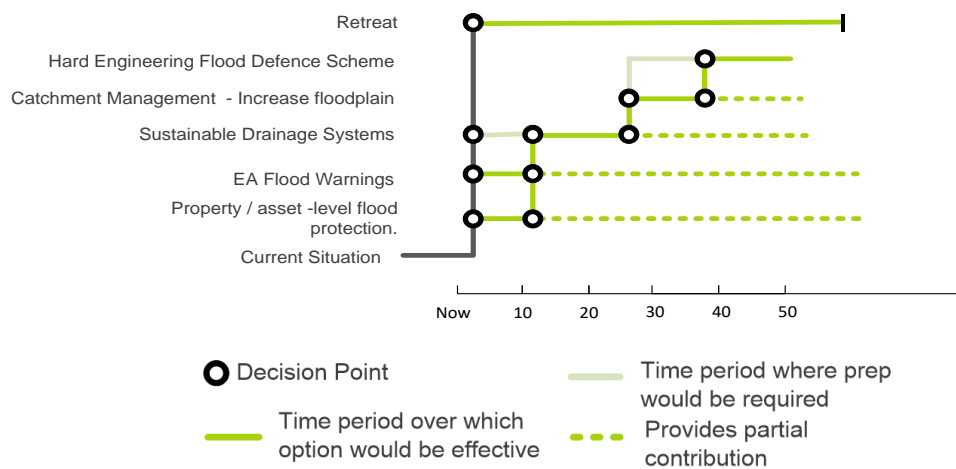 Retreat
Hard Engineering Flood Defence Scheme
Catchment Management - Increase floodplain
Sustainable Drainage Systems
EA Flood Warnings
Property / asset -level flood
protection.
Current Situation
Now 10 20 30 40 50
Decision Point
Time period over which
option would be effective
Time period where prep
would be required
Provides partial
contribution